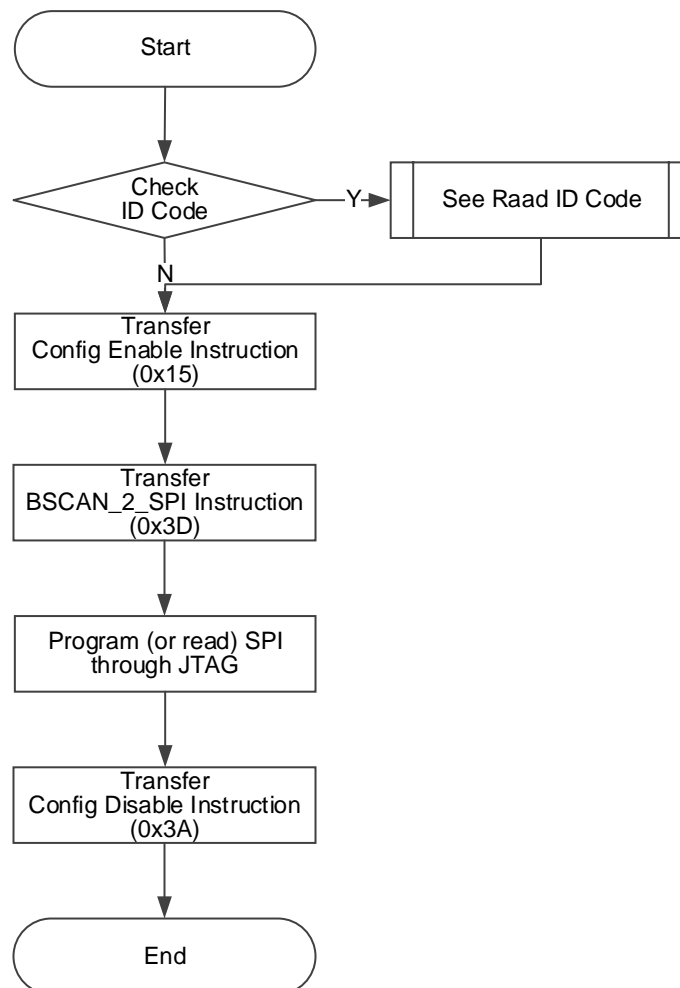 Start
Check
ID Code
Y
See Raad ID Code
N
Transfer
Config Enable Instruction
(0x15)
Transfer
BSCAN_2_SPI Instruction
(0x3D)
Program (or read) SPI
through JTAG
Transfer
Config Disable Instruction
(0x3A)
End